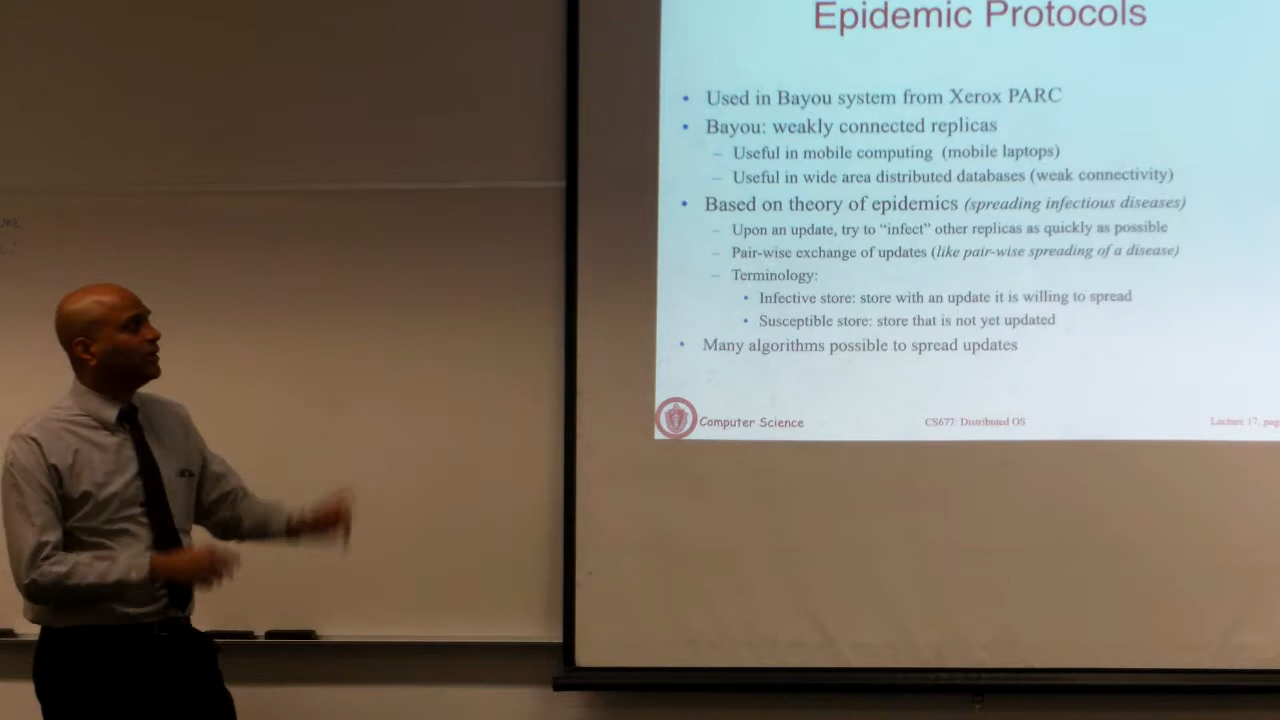 Epidemic Protocols
• Used in Bayou system from Xerox PARC
• Bayou: weakly connected replicas
– Useful in mobile computing (mobile laptops)
– Useful in wide area distributed databases (weak connectivity)
• Based on theory of epidemics (spreading infectious diseases)
– Upon an update, try to “infect” other replicas as quickly as possible
– Pair-wise exchange of updates (like pair-wise spreading of a disease)
– Terminology:
• Infective store: store with an update it is willing to spread
• Susceptible store: store that is not yet updated
• Many algorithms possible to spread updates
Computer Science CS677: Distributed OS Lecture 17, pag